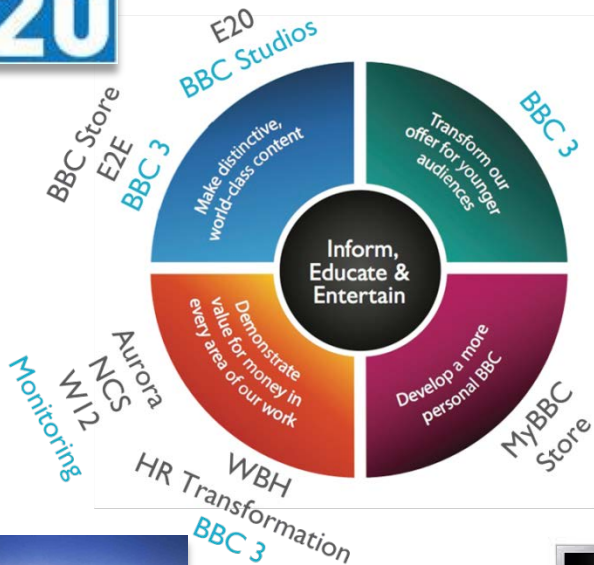 20
E20
BBC Studios
BBC Store
E2E
BBC 3
BBC 3
Make distinctive,
world-class content
Transform our
offer for younger
audiences
Inform,
Educate &
Entertain
Demonstrate
value for money in
every area of our work
Develop a more
personal BBC
Aurora
NCS
W12
Monitoring
WBH
HR Transformation
BBC 3
MyBBC
Store